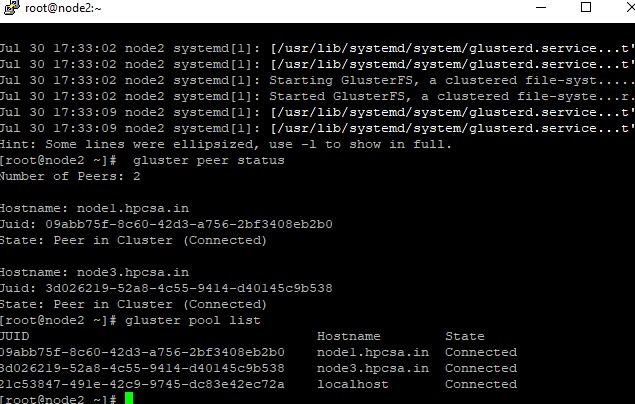 root@node2:~
Jul 30 17:33:02 node2 systemd[1]: [/usr/lib/systemd/system/glusterd.service...t'
Jul 30 17:33:02 node2 systemd[1]: [/usr/lib/systemd/system/glusterd.service...t'
Jul 30 17:33:02 node2 systemd[1]: Starting GlusterFS, a clustered file-syst.....
Jul 30 17:33:02 node2 systemd[1]: Started GlusterFS, a clustered file-syste...r.
Jul 30 17:33:09 node2 systemd[1]: [/usr/lib/systemd/system/glusterd.service...t'
Jul 30 17:33:09 node2 systemd[1]: [/usr/lib/systemd/system/glusterd.service...t'
Hint: Some lines were ellipsized, use -l to show in full.
[root@node2 ~]#  gluster peer status
Number of Peers: 2
Hostname: node1.hpcsa.in
Uuid: 09abb75f-8c60-42d3-a756-2bf3408eb2b0
State: Peer in Cluster (Connected)
Hostname: node3.hpcsa.in
Uuid: 3d026219-52a8-4c55-9414-d40145c9b538
State: Peer in Cluster (Connected)
[root@node2 ~]# gluster pool list
UUID Hostname State
09abb75f-8c60-42d3-a756-2bf3408eb2b0 node1.hpcsa.in Connected
3d026219-52a8-4c55-9414-d40145c9b538 node3.hpcsa.in Connected
21c53847-491e-42c9-9745-dc83e42ec72a localhost Connected
[root@node2 ~]#